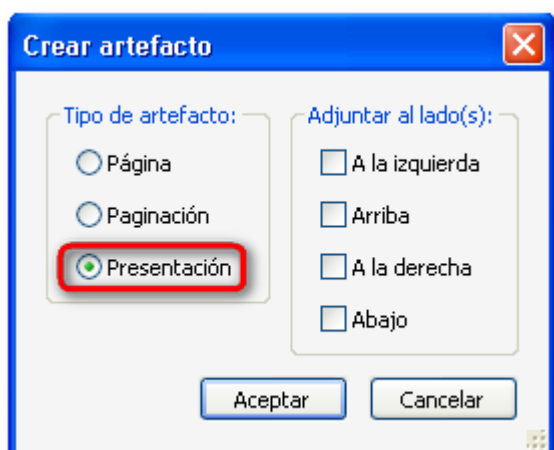 Crear artefacto
Tipo de artefacto:
Página
Paginación
Presentación
Adjuntar al lado(s):
A la izquierda
Arriba
A la derecha
Abajo
Aceptar
Cancelar